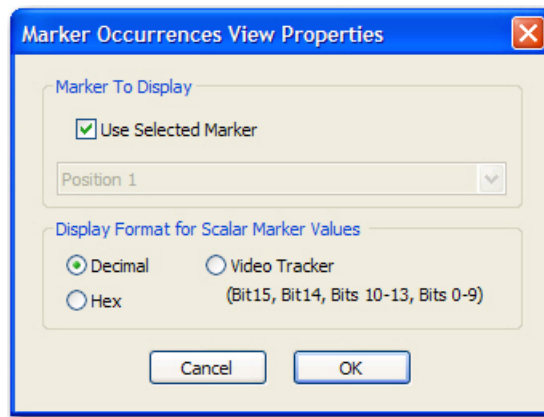 Marker Occurrences View Properties
Marker To Display
Use Selected Marker
Position 1
Display Format for Scalar Marker Values
Decimal
Video Tracker
Hex
(Bit15, Bit14, Bits 10-13, Bits 0-9)
Cancel
OK